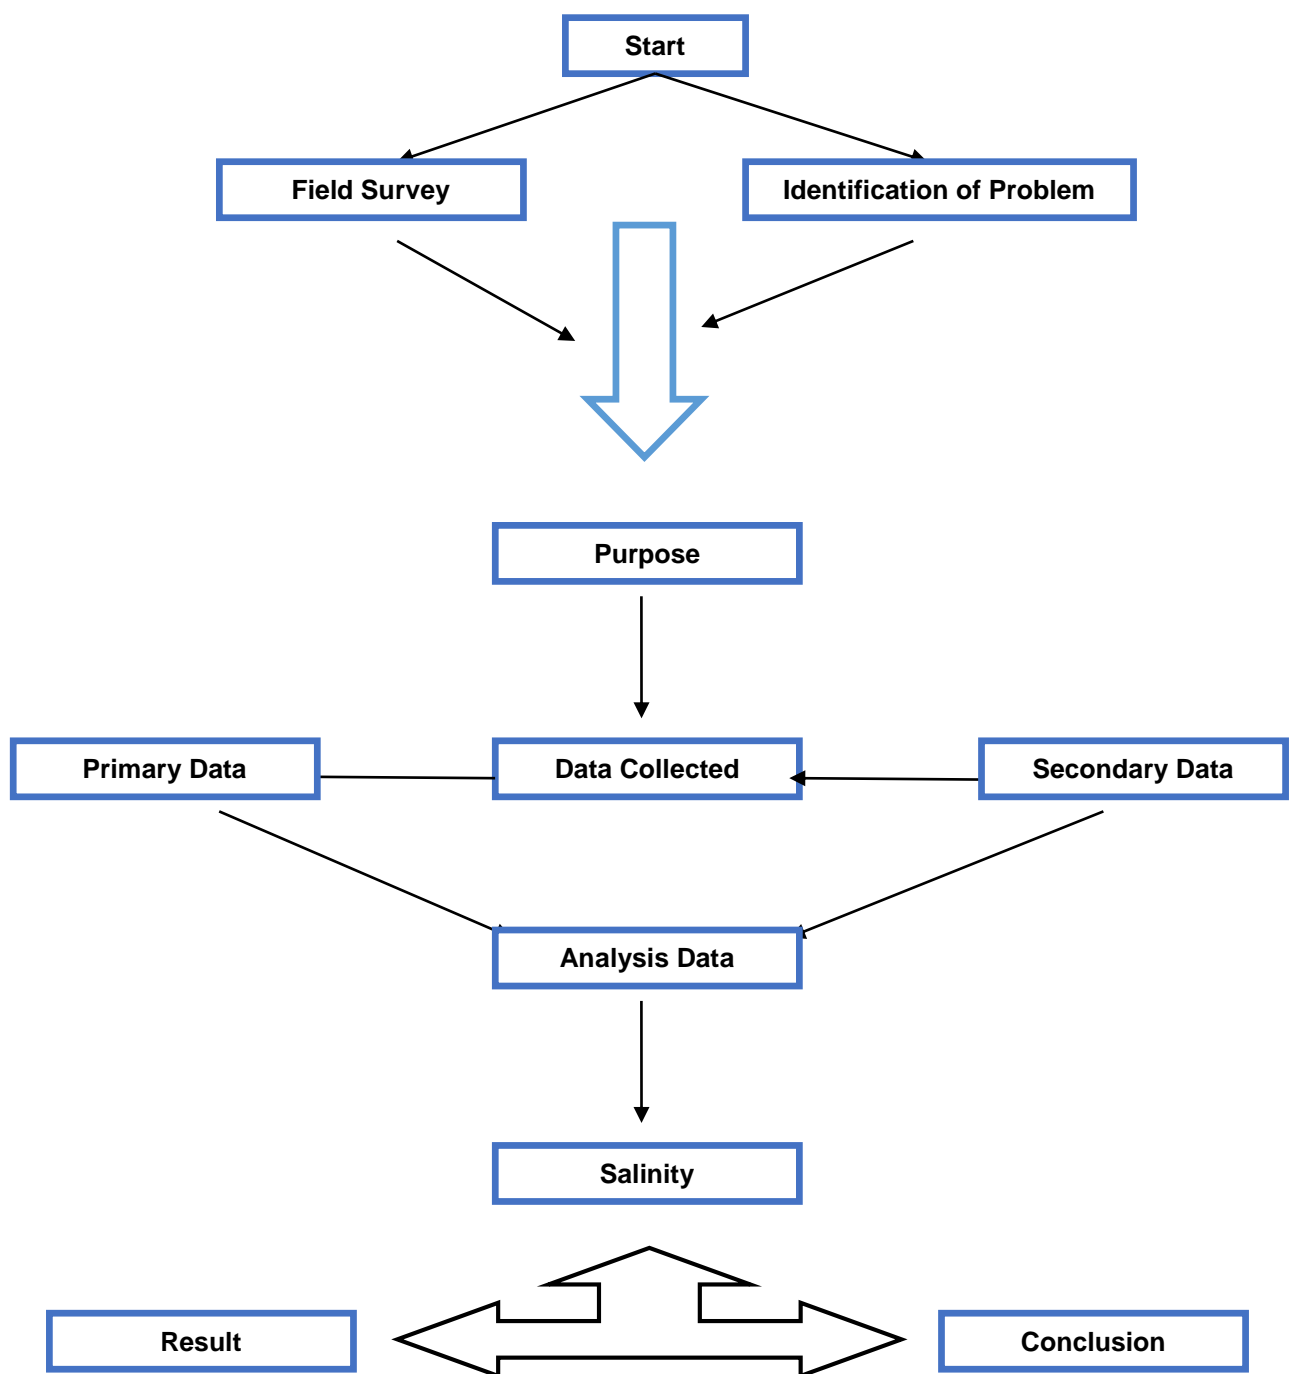 Start
Field Survey
Identification of Problem
Purpose
Primary Data
Data Collected
Secondary Data
Analysis Data
Salinity
Result
Conclusion